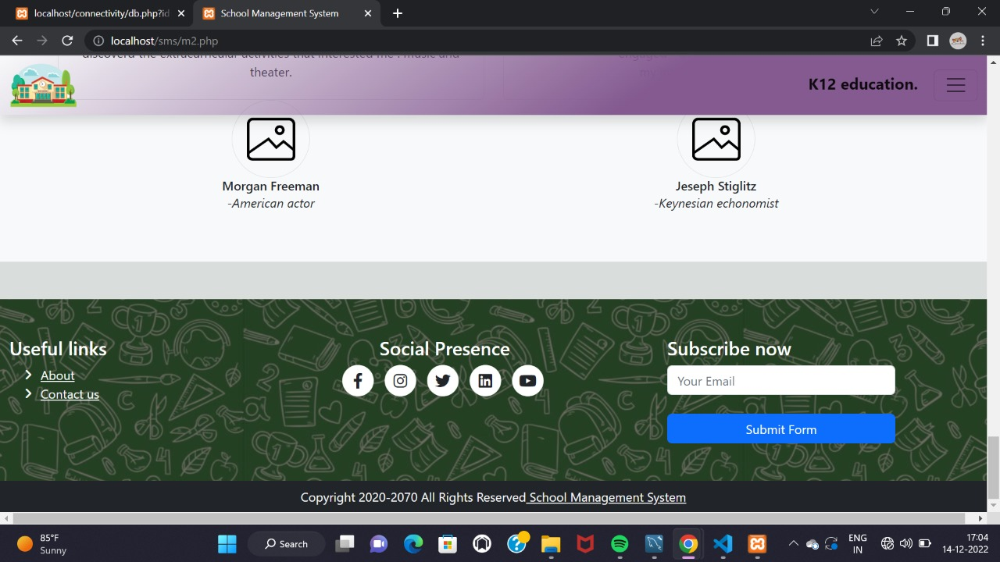 localhost/connectivity/db.php?id
School Management System
localhost/sms/m2.php
discoverd the extracurricular activities that interested me : music and
theater.
K12 education.
Morgan Freeman
-American actor
Jeseph Stiglitz
-Keynesian echonomist
Useful links
About
Contact us
Social Presence
Subscribe now
Your Email
Submit Form
Copyright 2020-2070 All Rights Reserved School Management System
85°F
Sunny
Search
ENG
IN
17:04
14-12-2022